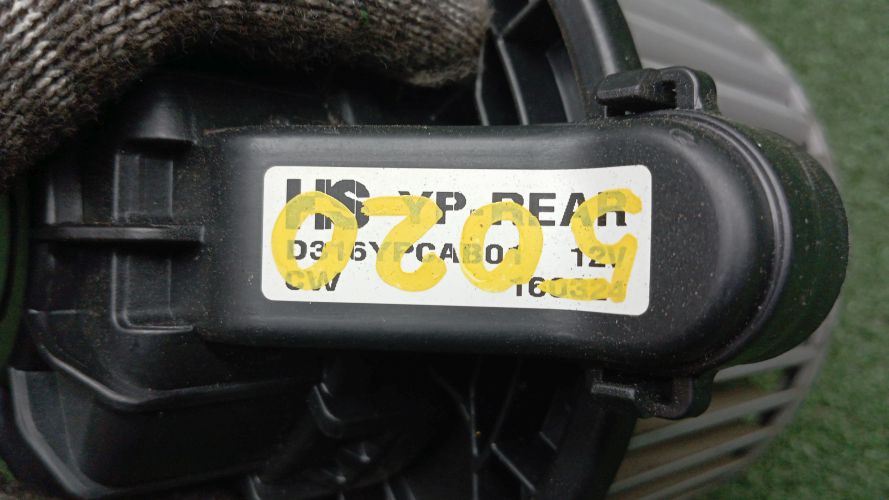 HS YP-REAR
D316YPCAB01 12V
CW 160324
5020